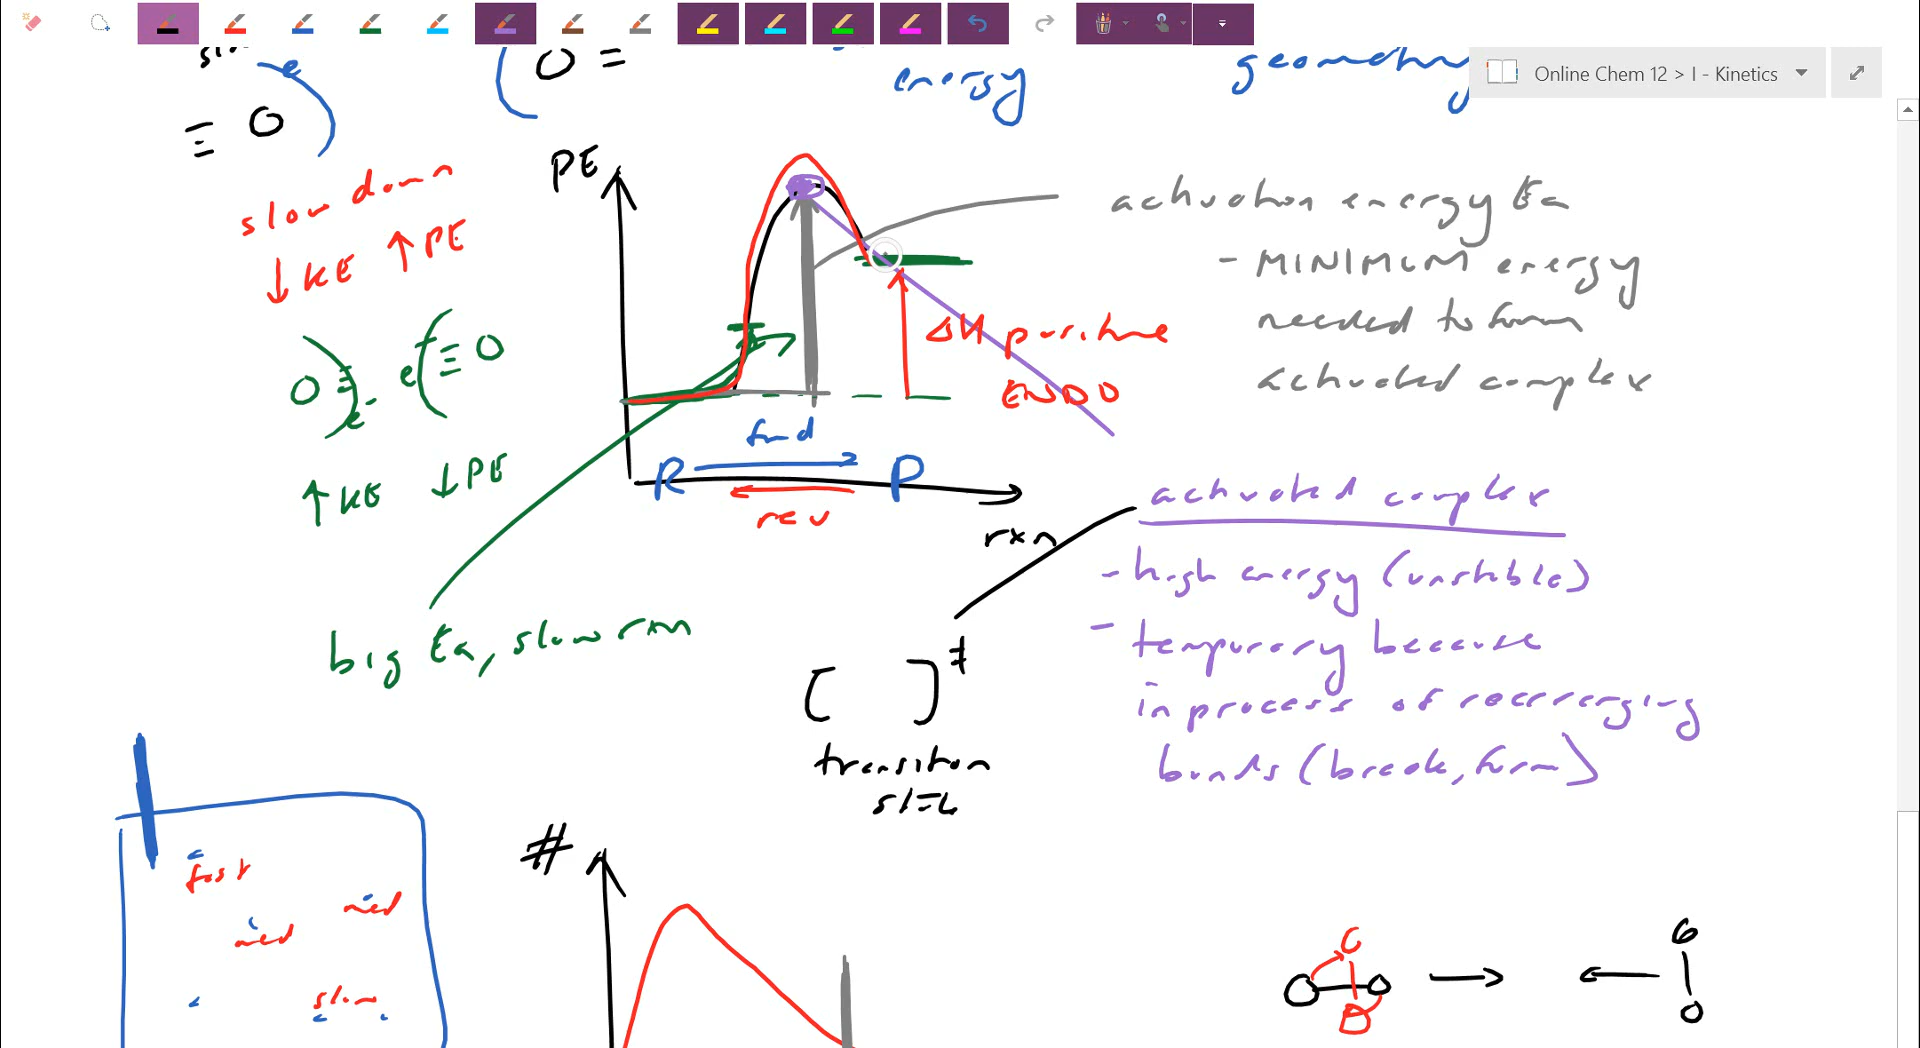 Online Chem 12 > I - Kinetics
e
≡ O
O =
energy
geometry
slow down
↓ KE ↑ PE
O ≡ e- e- ≡ O
↑ KE ↓ PE
big Ea, slow rxn
PE
ΔH positive
ENDO
fwd
R → P
rev
rxn
activation energy Ea
- MINIMUM energy
needed to form
activated complex
activated complex
- high energy (unstable)
- temporary because
in process of rearranging
bonds (break, form)
[ ]‡
transition
state
fast
med
med
slow
#
C
D